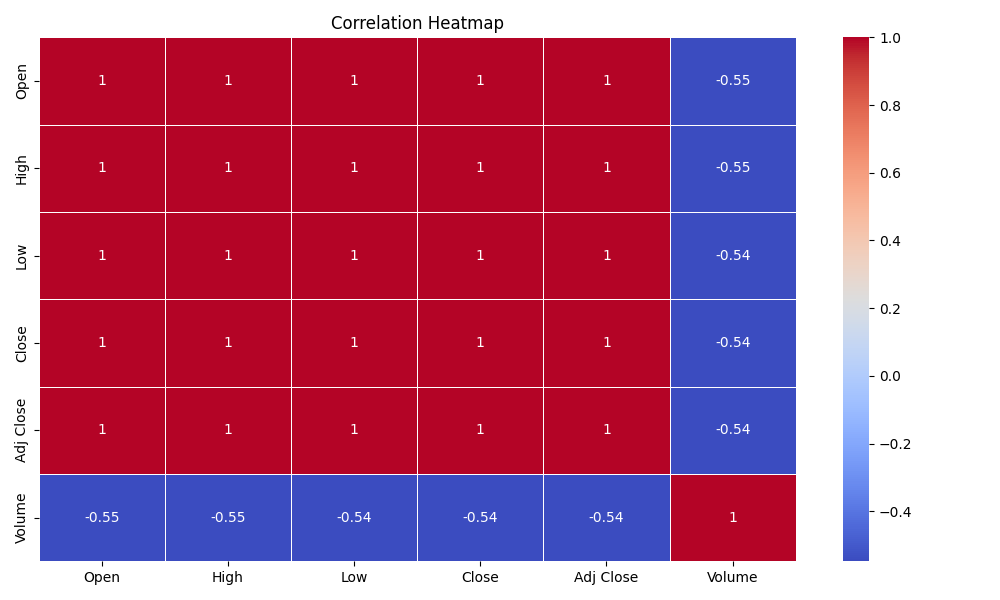 Correlation Heatmap
Open 1 1 1 1 1 -0.55
High 1 1 1 1 1 -0.55
Low 1 1 1 1 1 -0.54
Close 1 1 1 1 1 -0.54
Adj Close 1 1 1 1 1 -0.54
Volume -0.55 -0.55 -0.54 -0.54 -0.54 1
Open High Low Close Adj Close Volume
1.0
0.8
0.6
0.4
0.2
0.0
−0.2
−0.4